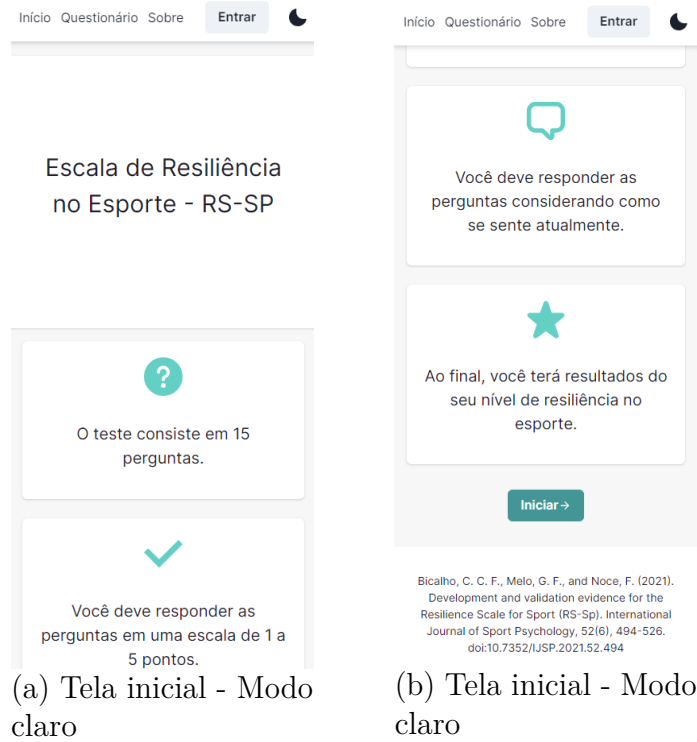 Início Questionário Sobre Entrar
Escala de Resiliência
no Esporte - RS-SP
?
O teste consiste em 15
perguntas.
Você deve responder as
perguntas em uma escala de 1 a
5 pontos.
(a) Tela inicial - Modo
claro
Início Questionário Sobre Entrar
Você deve responder as
perguntas considerando como
se sente atualmente.
Ao final, você terá resultados do
seu nível de resiliência no
esporte.
Iniciar→
Bicalho, C. C. F., Melo, G. F., and Noce, F. (2021).
Development and validation evidence for the
Resilience Scale for Sport (RS-Sp). International
Journal of Sport Psychology, 52(6), 494-526.
doi:10.7352/IJSP.2021.52.494
(b) Tela inicial - Modo
claro